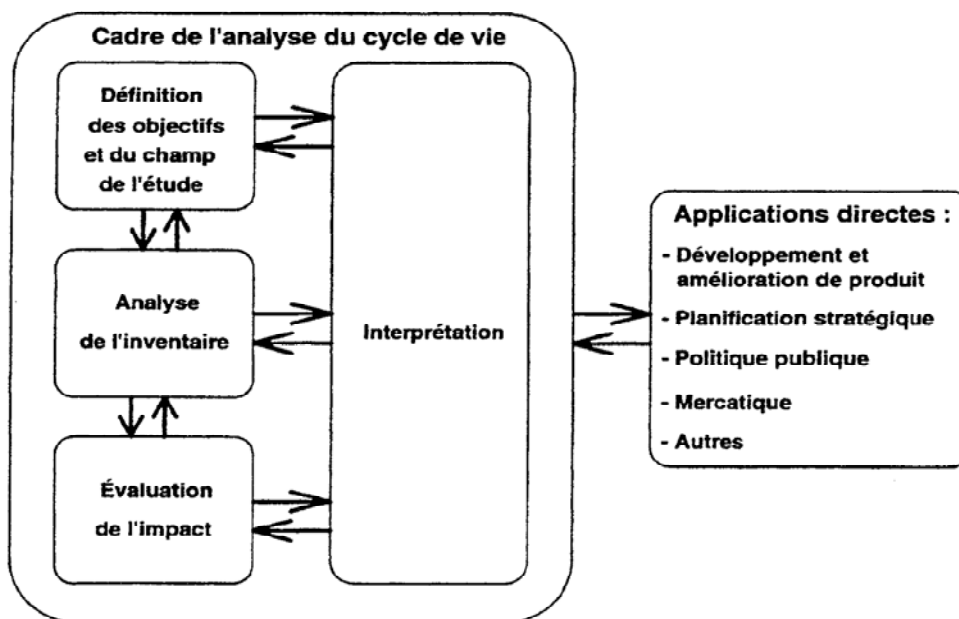 Cadre de l'analyse du cycle de vie
Définition
des objectifs
et du champ
de l'étude
Analyse
de l'inventaire
Évaluation
de l'impact
Interprétation
Applications directes :
- Développement et
amélioration de produit
- Planification stratégique
- Politique publique
- Mercatique
- Autres